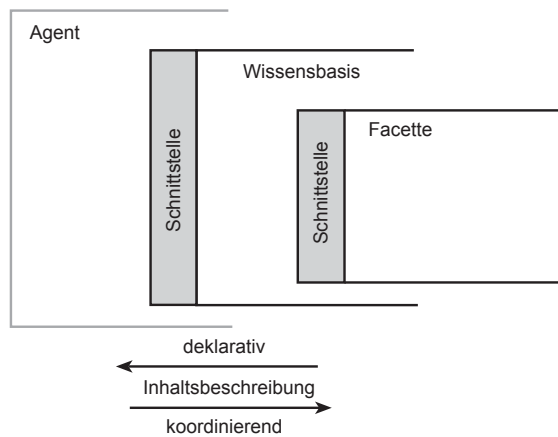 Agent
Wissensbasis
Schnittstelle
Facette
Schnittstelle
deklarativ
Inhaltsbeschreibung
koordinierend